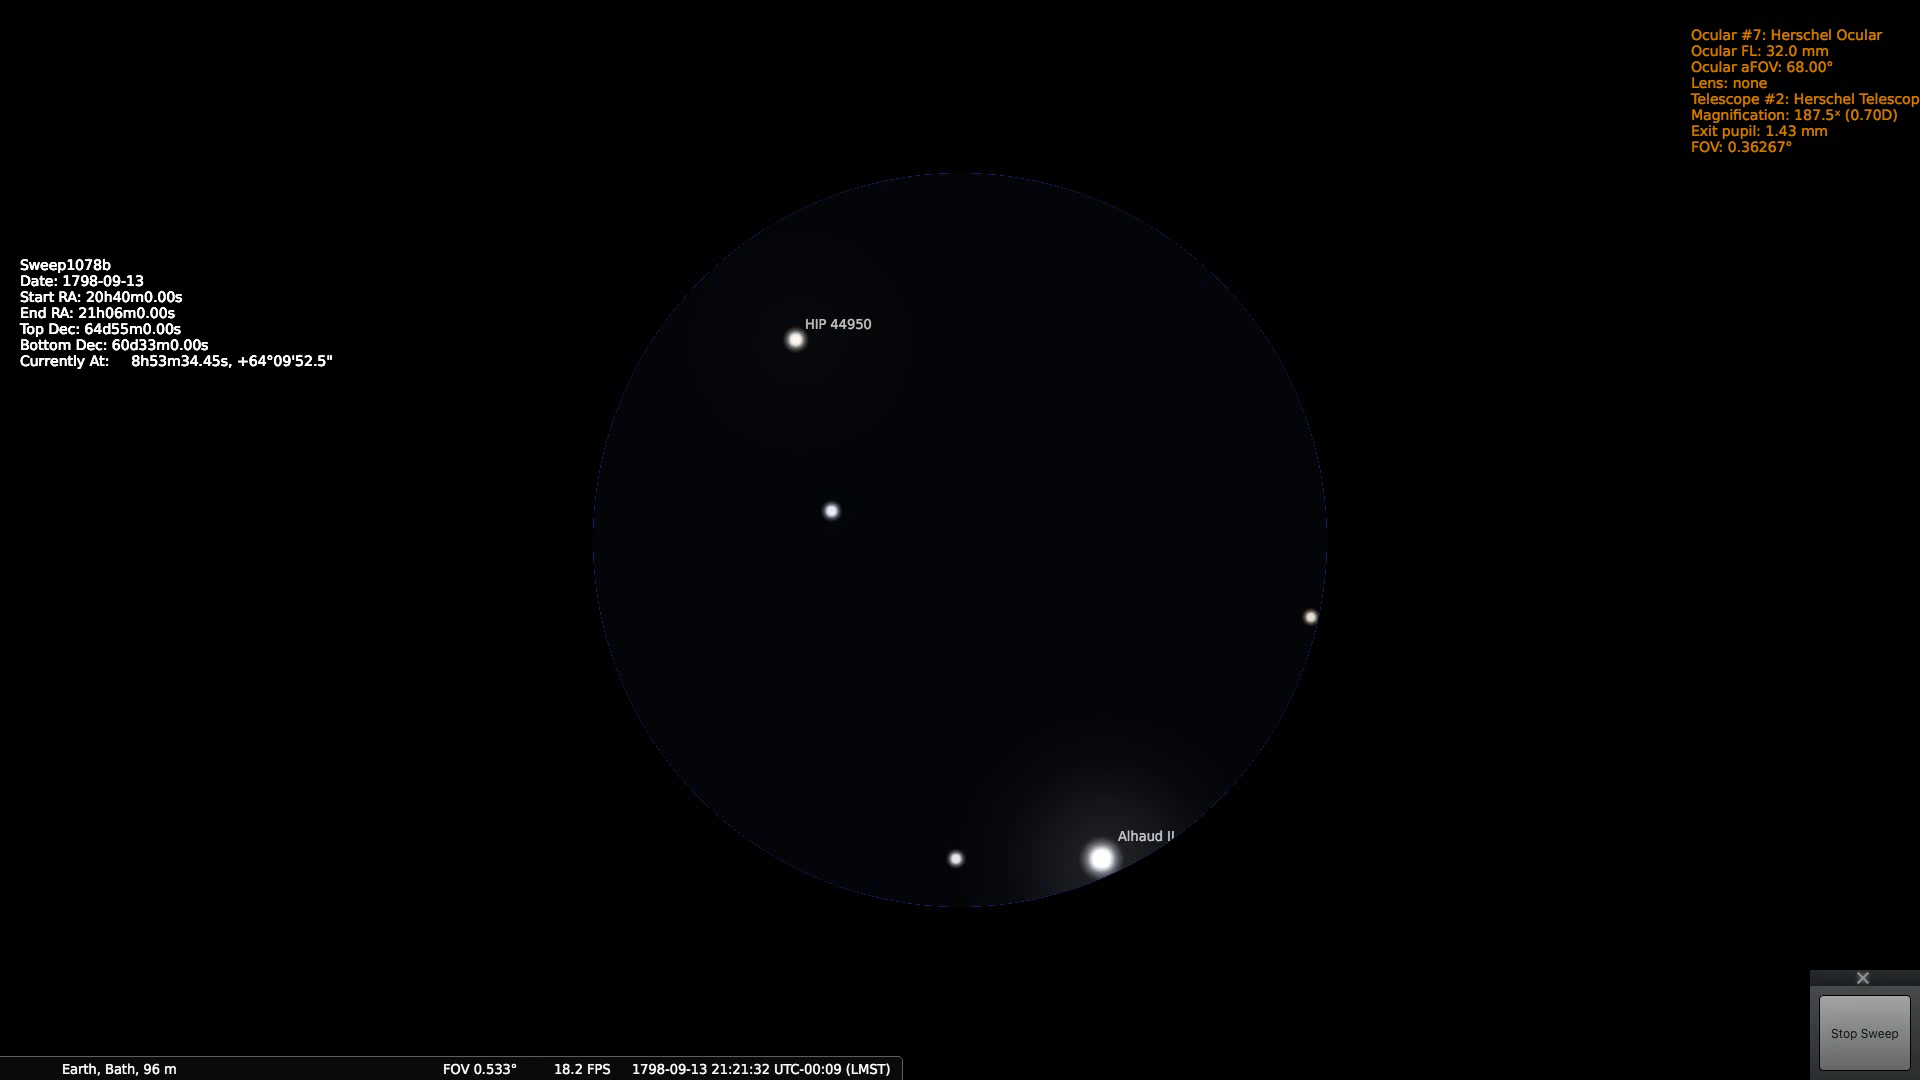 Ocular #7: Herschel Ocular
Ocular FL: 32.0 mm
Ocular aFOV: 68.00°
Lens: none
Telescope #2: Herschel Telescop
Magnification: 187.5ˣ (0.70D)
Exit pupil: 1.43 mm
FOV: 0.36267°
Sweep1078b
Date: 1798-09-13
Start RA: 20h40m0.00s
End RA: 21h06m0.00s
Top Dec: 64d55m0.00s
Bottom Dec: 60d33m0.00s
Currently At: 8h53m34.45s, +64°09'52.5"
HIP 44950
Alhaud II
Stop Sweep
Earth, Bath, 96 m FOV 0.533° 18.2 FPS 1798-09-13 21:21:32 UTC-00:09 (LMST)